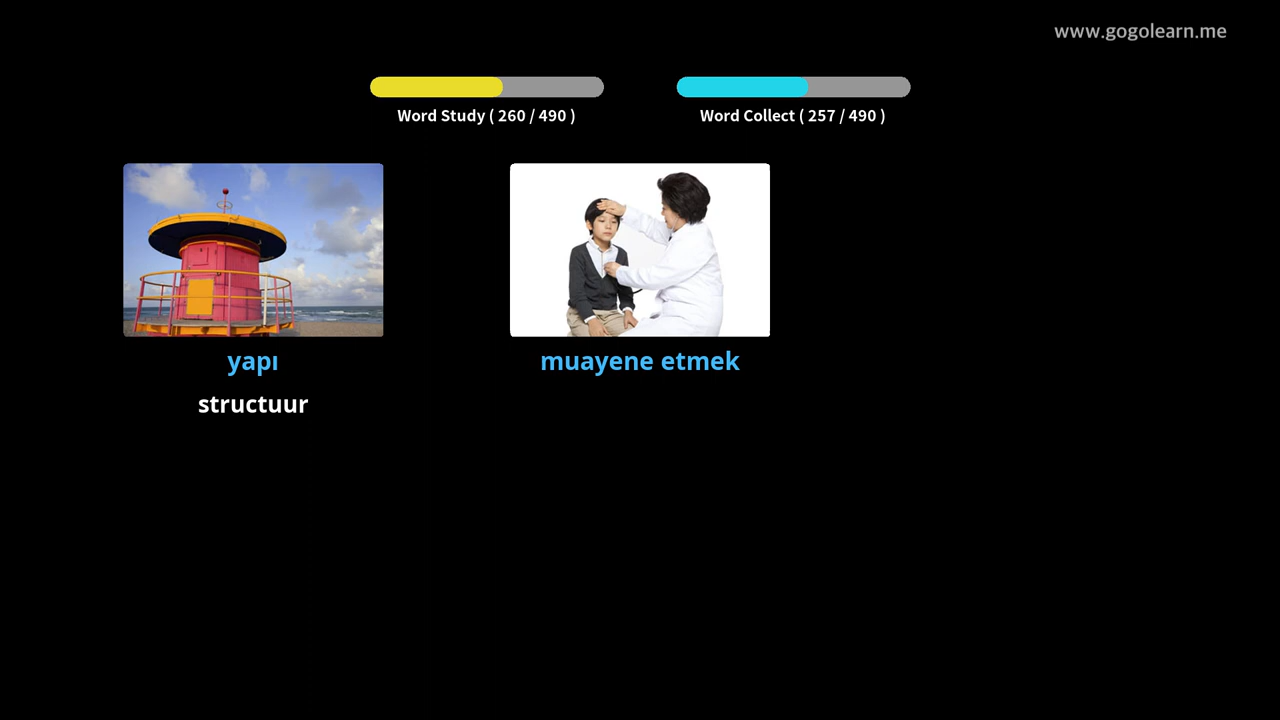 www.gogolearn.me
Word Study ( 260 / 490 )
Word Collect ( 257 / 490 )
yapı
muayene etmek
structuur